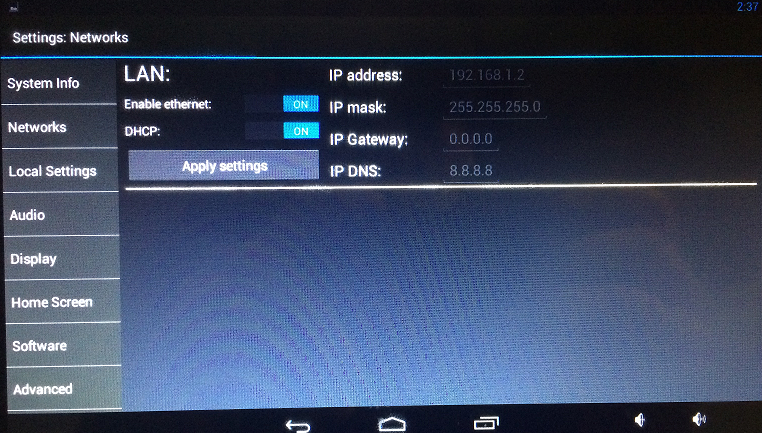 2:37
Settings: Networks
System Info
Networks
Local Settings
Audio
Display
Home Screen
Software
Advanced
LAN:
Enable ethernet: ON
DHCP: ON
Apply settings
IP address: 192.168.1.2
IP mask: 255.255.255.0
IP Gateway: 0.0.0.0
IP DNS: 8.8.8.8